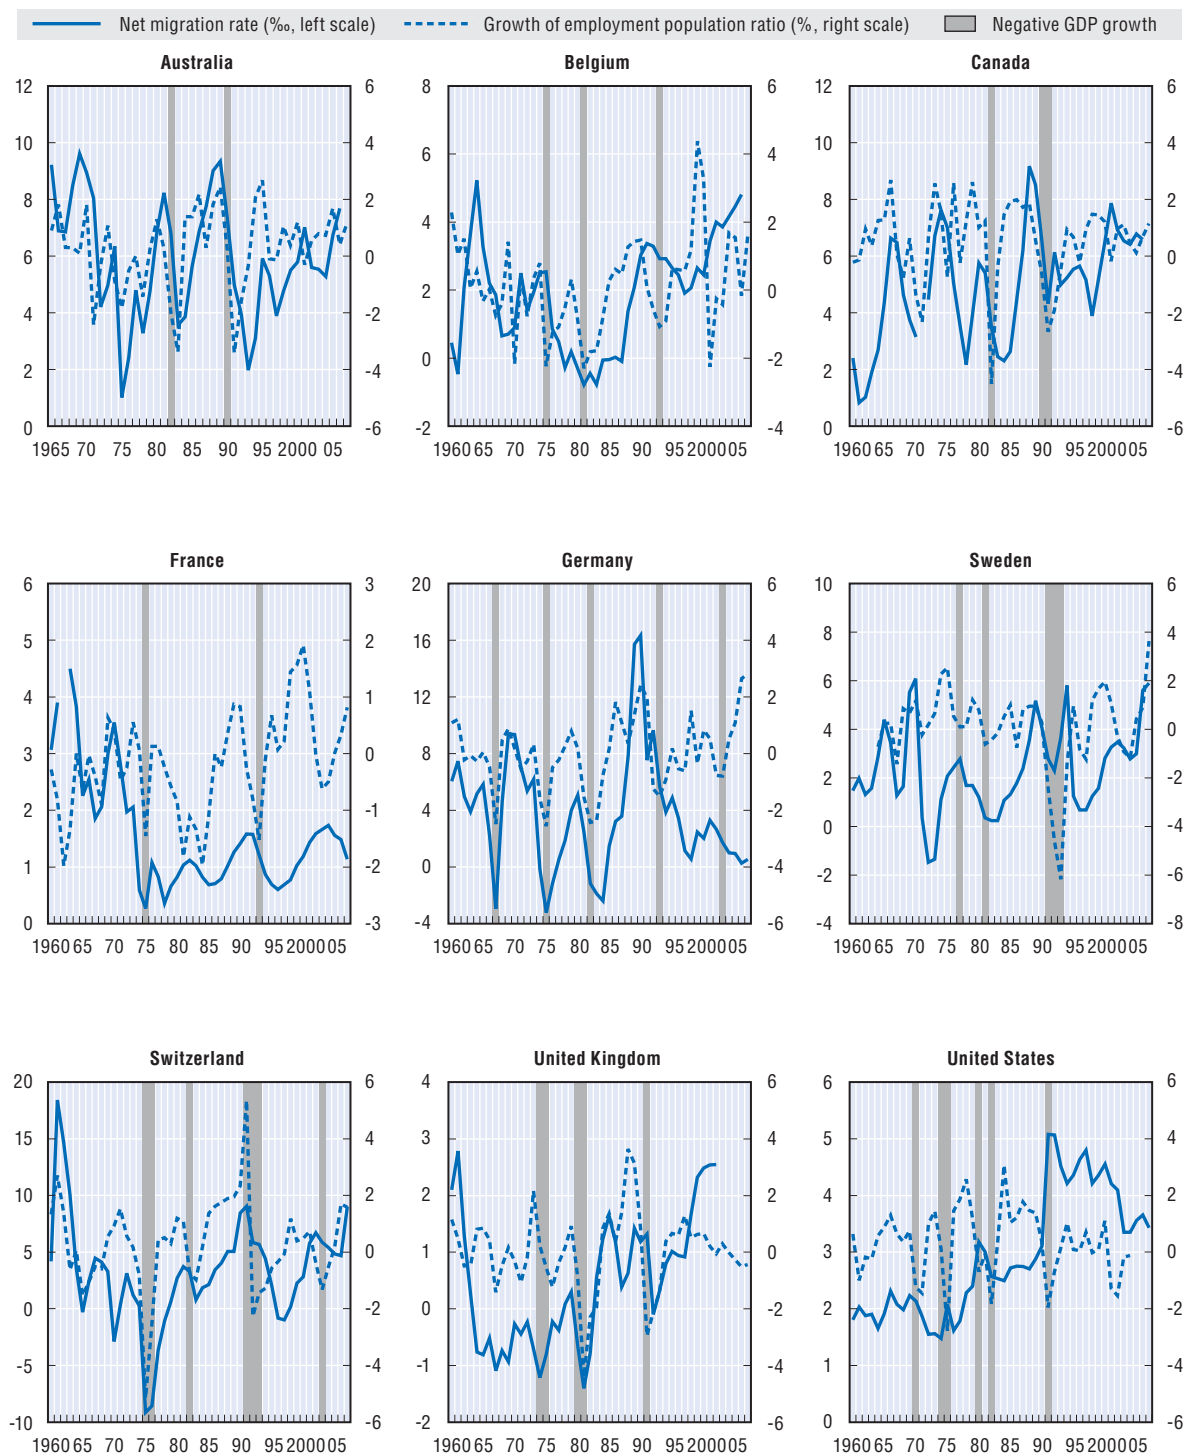 Net migration rate (‰, left scale) Growth of employment population ratio (%, right scale) Negative GDP growth
Australia Belgium Canada
12 6 8 6 12 6
10 4 6 4 10 4
8 2 4 2 8 2
6 0 2 0 6 0
4 -2 0 -2 4 -2
2 -4 2 -4
0 -6 -2 -4 0 -6
1965 70 75 80 85 90 95 2000 05 1960 65 70 75 80 85 90 95 2000 05 1960 65 70 75 80 85 90 95 2000 05
France Germany Sweden
6 3 20 6 10 6
5 2 16 4 8 4
4 1 12 2 6 2
3 0 8 0 4 0
2 -1 4 -2 2 -2
1 -2 0 -4 0 -4
-2 -6
0 -3 -4 -6 -4 -8
1960 65 70 75 80 85 90 95 2000 05 1960 65 70 75 80 85 90 95 2000 05 1960 65 70 75 80 85 90 95 2000 05
Switzerland United Kingdom United States
20 6 4 6 6 6
15 4 3 4 5 4
10 2 2 2 4 2
5 0 1 0 3 0
0 -2 0 -2 2 -2
-5 -4 -1 -4 1 -4
-10 -6 -2 -6 0 -6
1960 65 70 75 80 85 90 95 2000 05 1960 65 70 75 80 85 90 95 2000 05 1960 65 70 75 80 85 90 95 2000 05